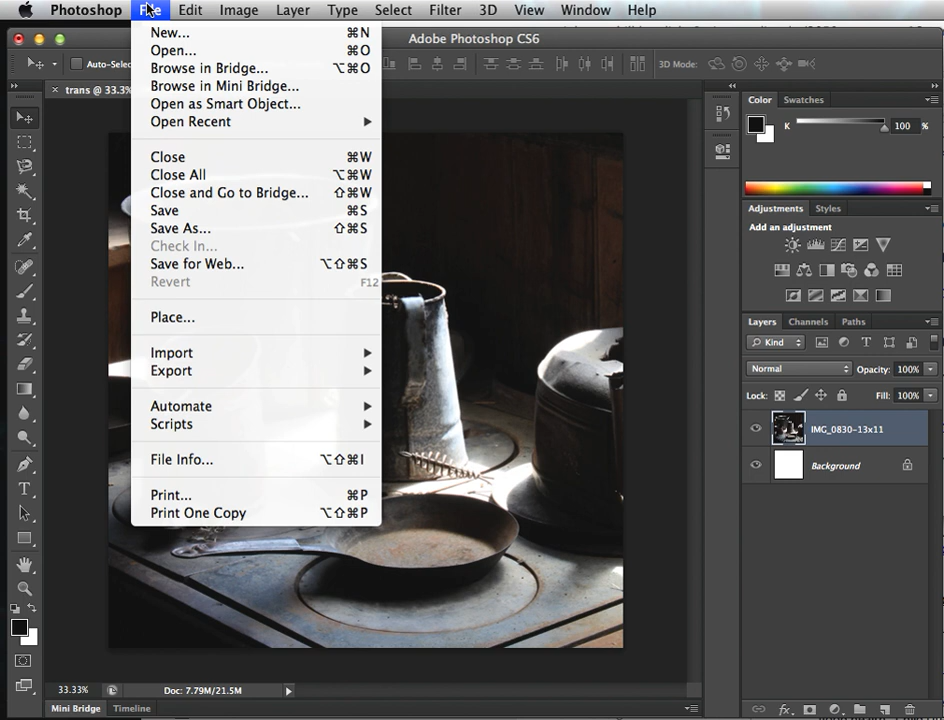 Photoshop File Edit Image Layer Type Select Filter 3D View Window Help
Adobe Photoshop CS6
Auto-Selec 3D Mode:
× trans @ 33.3%
New... ⌘N
Open... ⌘O
Browse in Bridge... ⌥⌘O
Browse in Mini Bridge...
Open as Smart Object...
Open Recent
Close ⌘W
Close All ⌥⌘W
Close and Go to Bridge... ⇧⌘W
Save ⌘S
Save As... ⇧⌘S
Check In...
Save for Web... ⌥⇧⌘S
Revert F12
Place...
Import
Export
Automate
Scripts
File Info... ⌥⇧⌘I
Print... ⌘P
Print One Copy ⌥⇧⌘P
Color Swatches
K 100 %
Adjustments Styles
Add an adjustment
Layers Channels Paths
Kind
Normal Opacity: 100%
Lock: Fill: 100%
IMG_0830-13x11
Background
33.33% Doc: 7.79M/21.5M
Mini Bridge Timeline